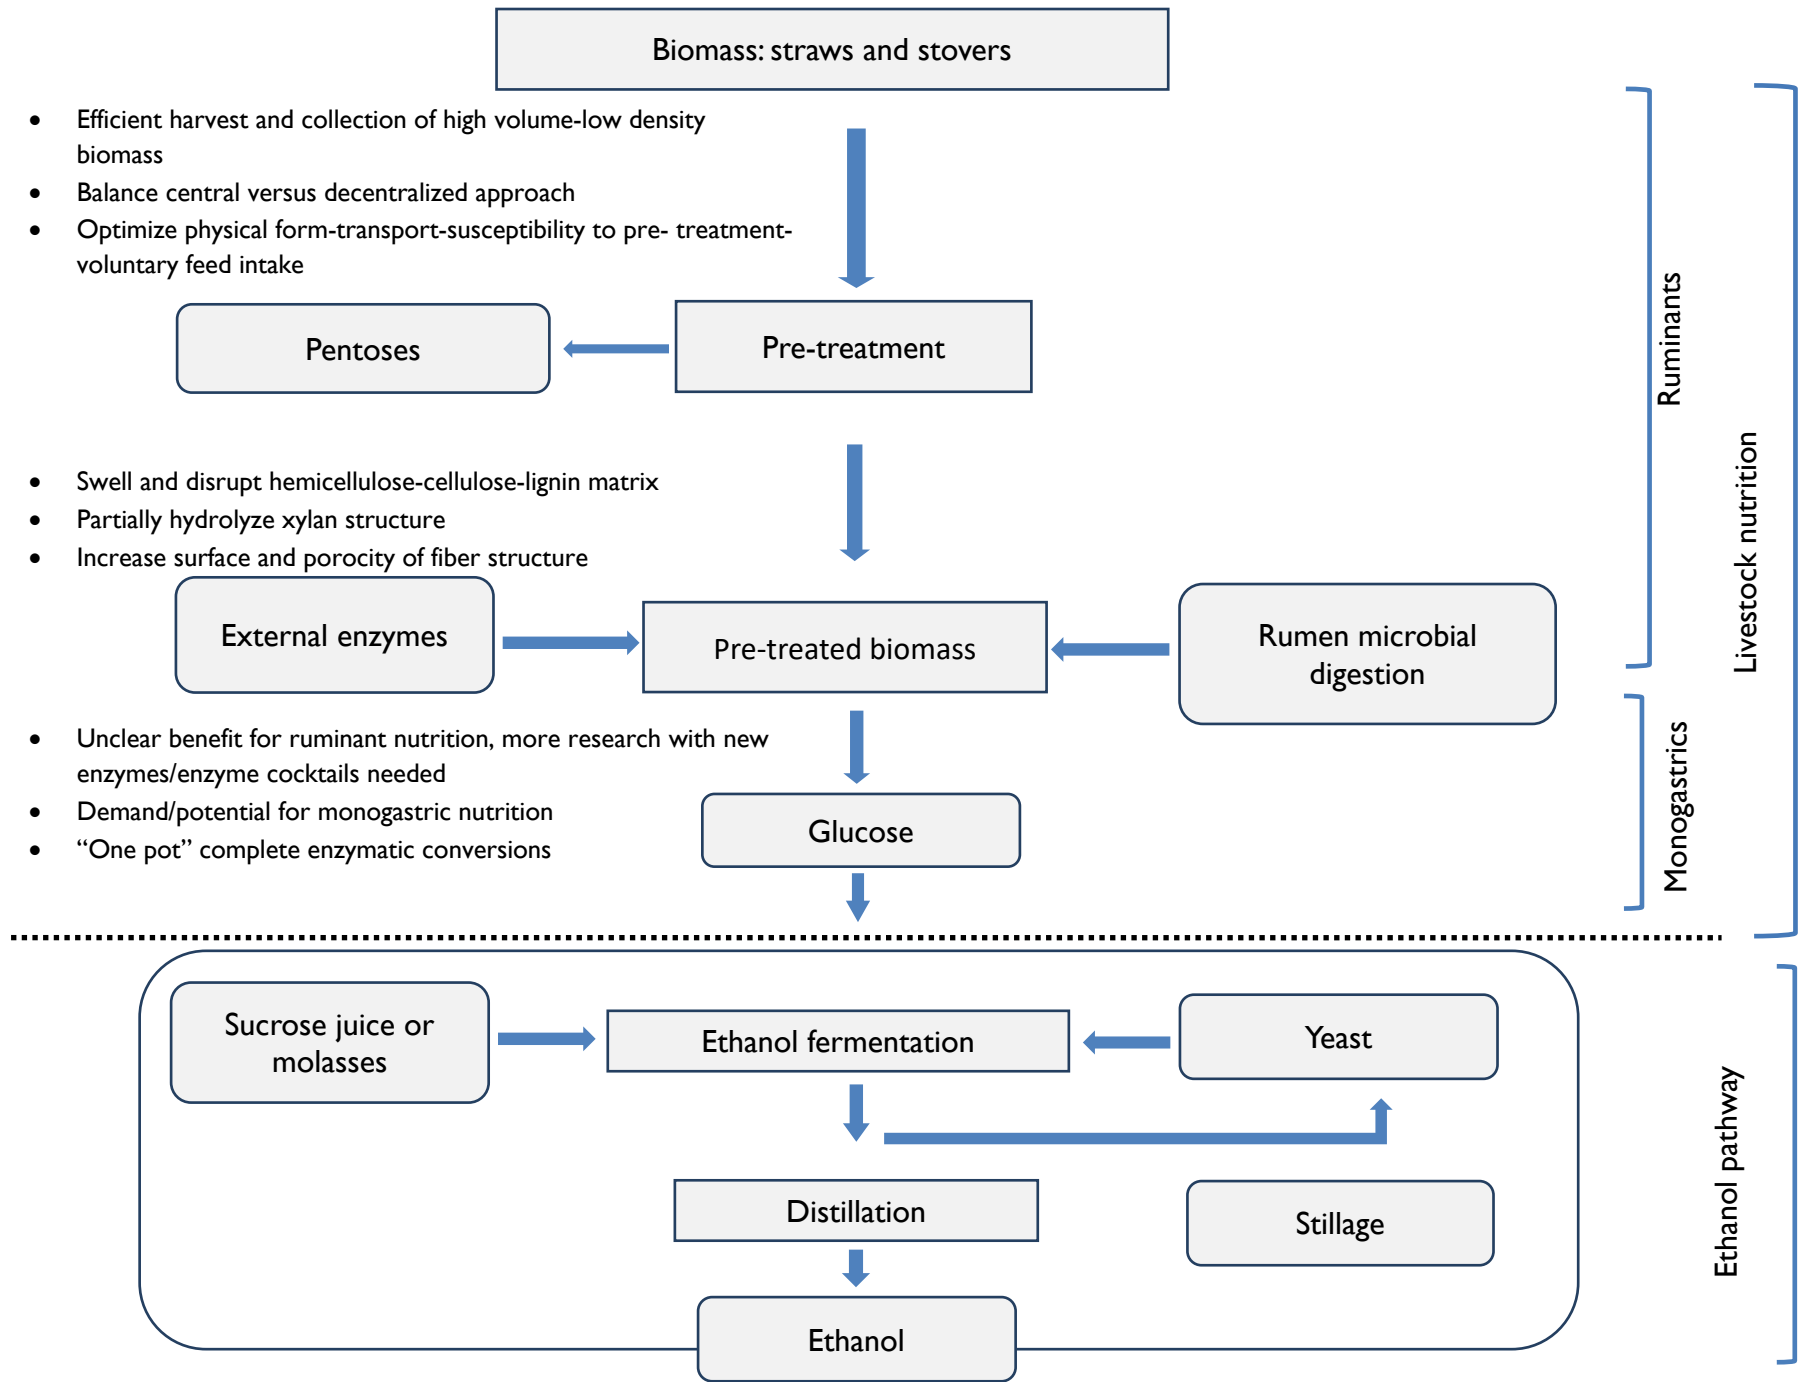 Biomass: straws and stovers
• Efficient harvest and collection of high volume-low density
biomass
• Balance central versus decentralized approach
• Optimize physical form-transport-susceptibility to pre- treatment-
voluntary feed intake
Pentoses
Pre-treatment
Ruminants
Livestock nutrition
• Swell and disrupt hemicellulose-cellulose-lignin matrix
• Partially hydrolyze xylan structure
• Increase surface and porocity of fiber structure
External enzymes
Pre-treated biomass
Rumen microbial
digestion
• Unclear benefit for ruminant nutrition, more research with new
enzymes/enzyme cocktails needed
• Demand/potential for monogastric nutrition
• “One pot” complete enzymatic conversions
Glucose
Monogastrics
Sucrose juice or
molasses
Ethanol fermentation
Yeast
Distillation
Stillage
Ethanol
Ethanol pathway